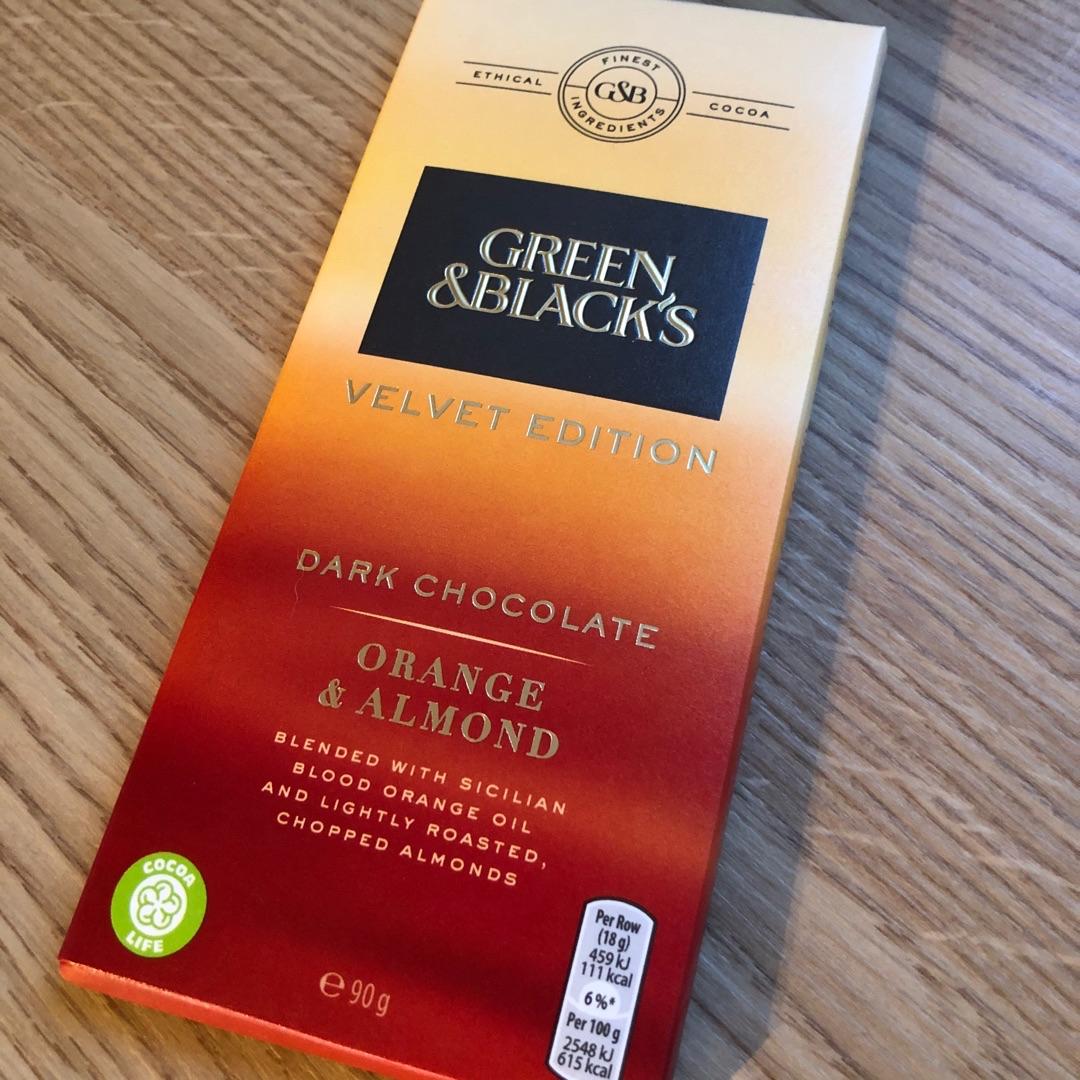 FINEST
ETHICAL G&B COCOA
INGREDIENTS
GREEN
&BLACK'S
VELVET EDITION
DARK CHOCOLATE
ORANGE
& ALMOND
BLENDED WITH SICILIAN
BLOOD ORANGE OIL
AND LIGHTLY ROASTED,
CHOPPED ALMONDS
COCOA
LIFE
℮ 90 g
Per Row
(18 g)
459 kJ
111 kcal
6%*
Per 100 g
2548 kJ
615 kcal